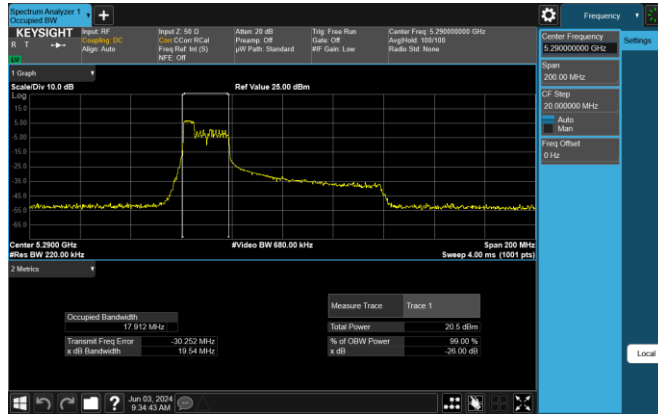 Spectrum Analyzer 1
Occupied BW
+
Frequency
KEYSIGHT
R T
Input: RF
Coupling: DC
Align: Auto
Input Z: 50 Ω
Corr CCorr RCal
Freq Ref: Int (S)
NFE: Off
Atten: 20 dB
Preamp: Off
µW Path: Standard
Trig: Free Run
Gate: Off
#IF Gain: Low
Center Freq: 5.290000000 GHz
Avg|Hold: 100/100
Radio Std: None
1 Graph
Scale/Div 10.0 dB
Ref Value 25.00 dBm
Log
15.0
5.00
-5.00
-15.0
-25.0
-35.0
-45.0
-55.0
-65.0
Center 5.2900 GHz
#Res BW 220.00 kHz
#Video BW 680.00 kHz
Span 200 MHz
Sweep 4.00 ms (1001 pts)
2 Metrics
Occupied Bandwidth
17.912 MHz
Transmit Freq Error -30.252 MHz
x dB Bandwidth 19.54 MHz
Measure Trace Trace 1
Total Power 20.5 dBm
% of OBW Power 99.00 %
x dB -26.00 dB
Center Frequency
5.290000000 GHz
Settings
Span
200.00 MHz
CF Step
20.000000 MHz
Auto
Man
Freq Offset
0 Hz
Local
?
Jun 03, 2024
9:34:43 AM